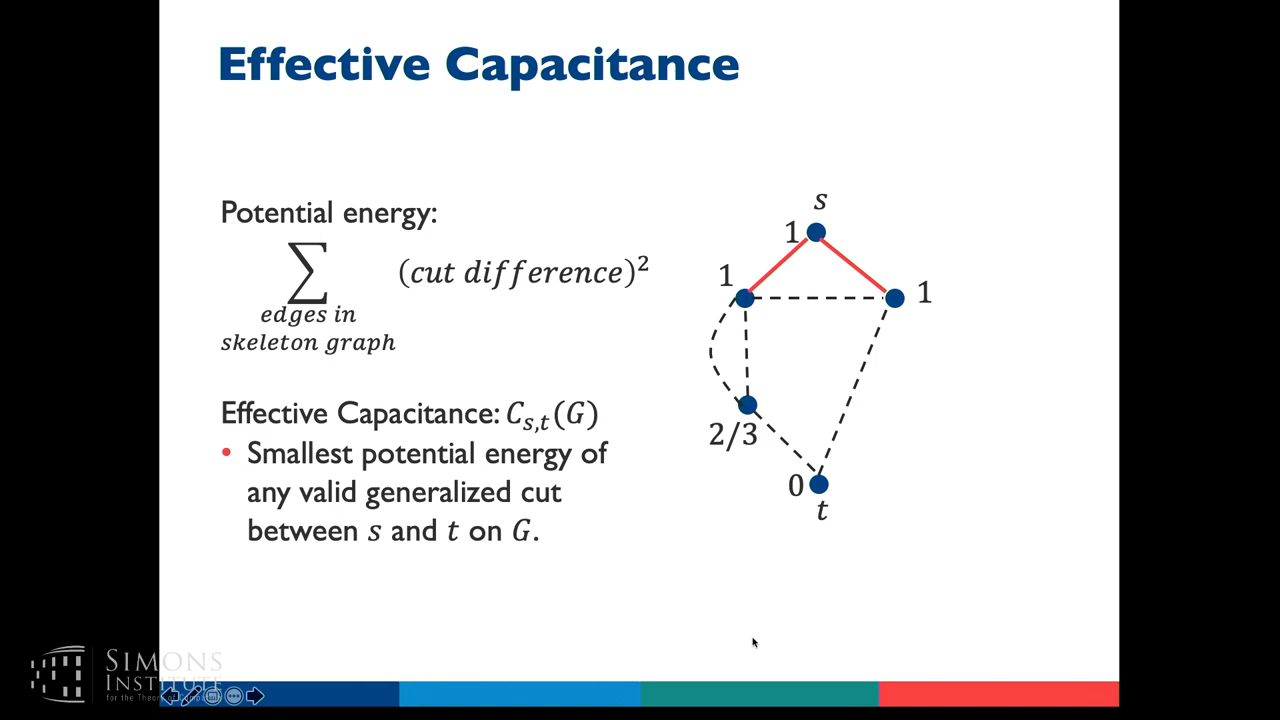 Effective Capacitance
Potential energy:
∑ (cut difference)²
edges in
skeleton graph
Effective Capacitance: C_{s,t}(G)
• Smallest potential energy of
any valid generalized cut
between s and t on G.
s
1
1
1
2/3
0
t
SIMONS
INSTITUTE
for the Theory of Computing